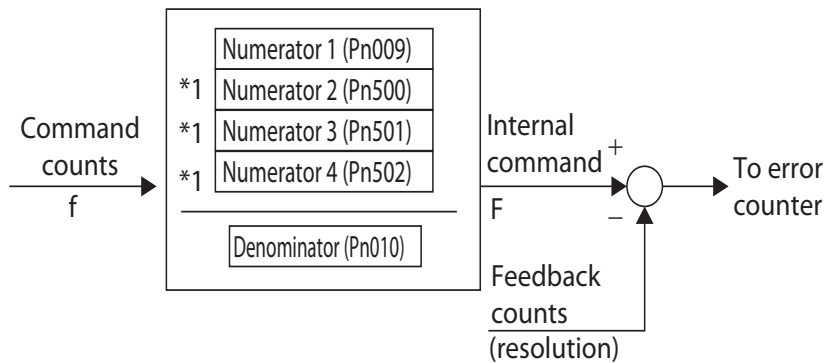 Command
counts
f
Numerator 1 (Pn009)
*1 Numerator 2 (Pn500)
*1 Numerator 3 (Pn501)
*1 Numerator 4 (Pn502)
Denominator (Pn010)
Internal
command
F
+
−
To error
counter
Feedback
counts
(resolution)